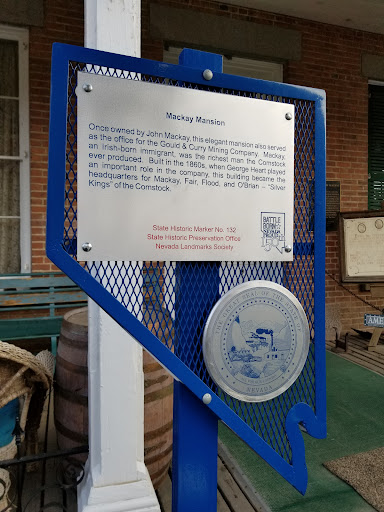 Mackay Mansion
Once owned by John Mackay, this elegant mansion also served
as the office for the Gould & Curry Mining Company. Mackay,
an Irish-born immigrant, was the richest man the Comstock
ever produced. Built in the 1860s, when George Heart played
an important role in the company, this building became the
headquarters for Mackay, Fair, Flood, and O'Brian – "Silver
Kings" of the Comstock.
State Historic Marker No. 132
State Historic Preservation Office
Nevada Landmarks Society
BATTLE
BORN
NEVADA